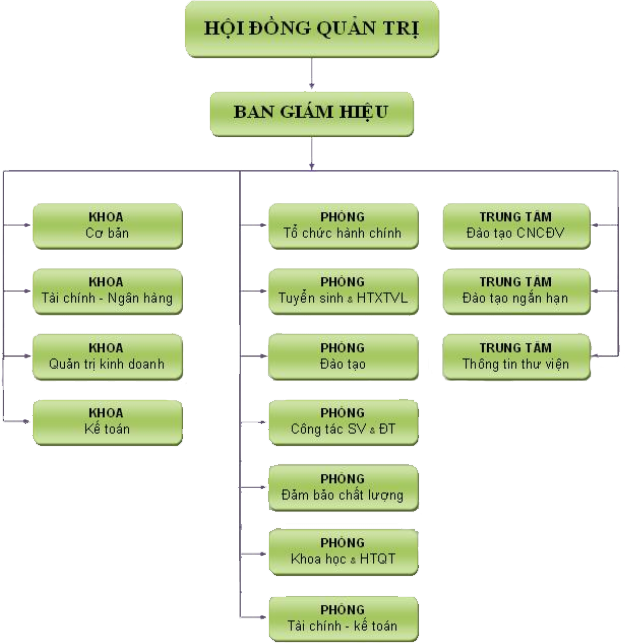 HỘI ĐỒNG QUẢN TRỊ
BAN GIÁM HIỆU
KHOA
Cơ bản
KHOA
Tài chính - Ngân hàng
KHOA
Quản trị kinh doanh
KHOA
Kế toán
PHÒNG
Tổ chức hành chính
PHÒNG
Tuyển sinh & HTXTVL
PHÒNG
Đào tạo
PHÒNG
Công tác SV & ĐT
PHÒNG
Đảm bảo chất lượng
PHÒNG
Khoa học & HTQT
PHÒNG
Tài chính - kế toán
TRUNG TÂM
Đào tạo CNCĐV
TRUNG TÂM
Đào tạo ngắn hạn
TRUNG TÂM
Thông tin thư viện